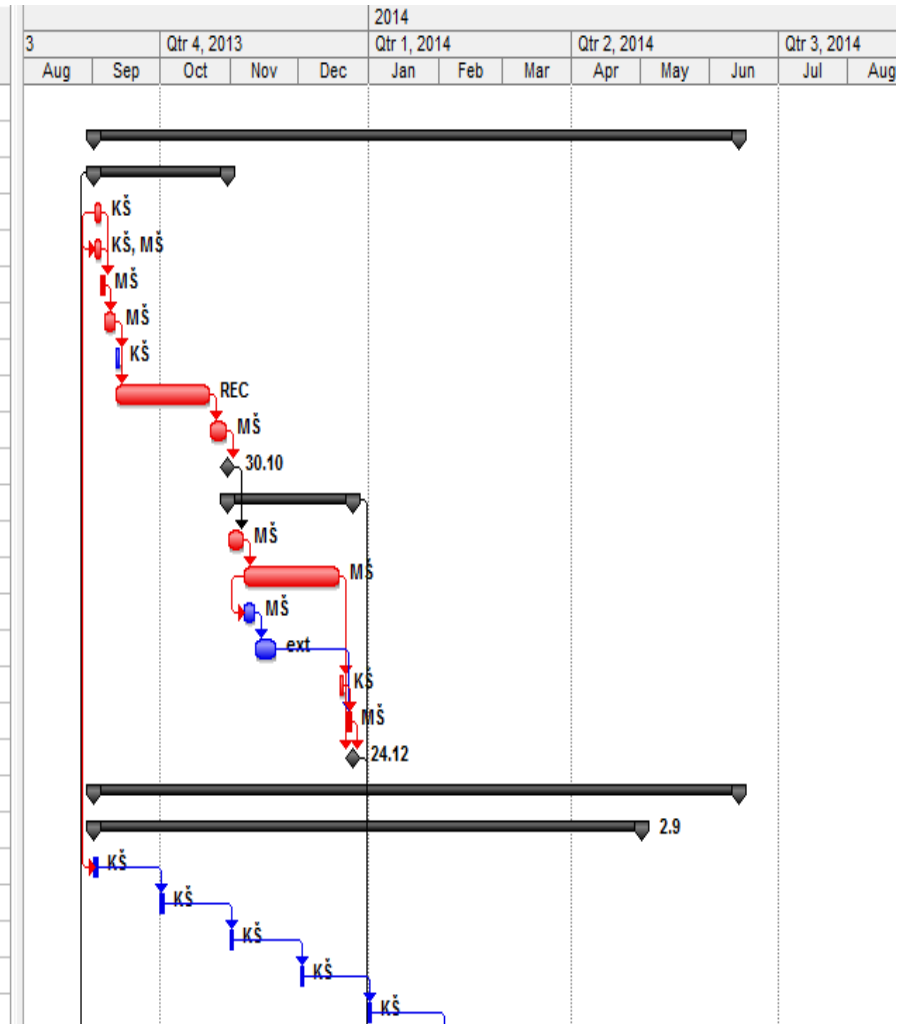 2014
3 Qtr 4, 2013 Qtr 1, 2014 Qtr 2, 2014 Qtr 3, 2014
Aug Sep Oct Nov Dec Jan Feb Mar Apr May Jun Jul Aug
KŠ
KŠ, MŠ
MŠ
MŠ
KŠ
REC
MŠ
30.10
MŠ
MŠ
MŠ
ext
KŠ
MŠ
24.12
2.9
KŠ
KŠ
KŠ
KŠ
KŠ